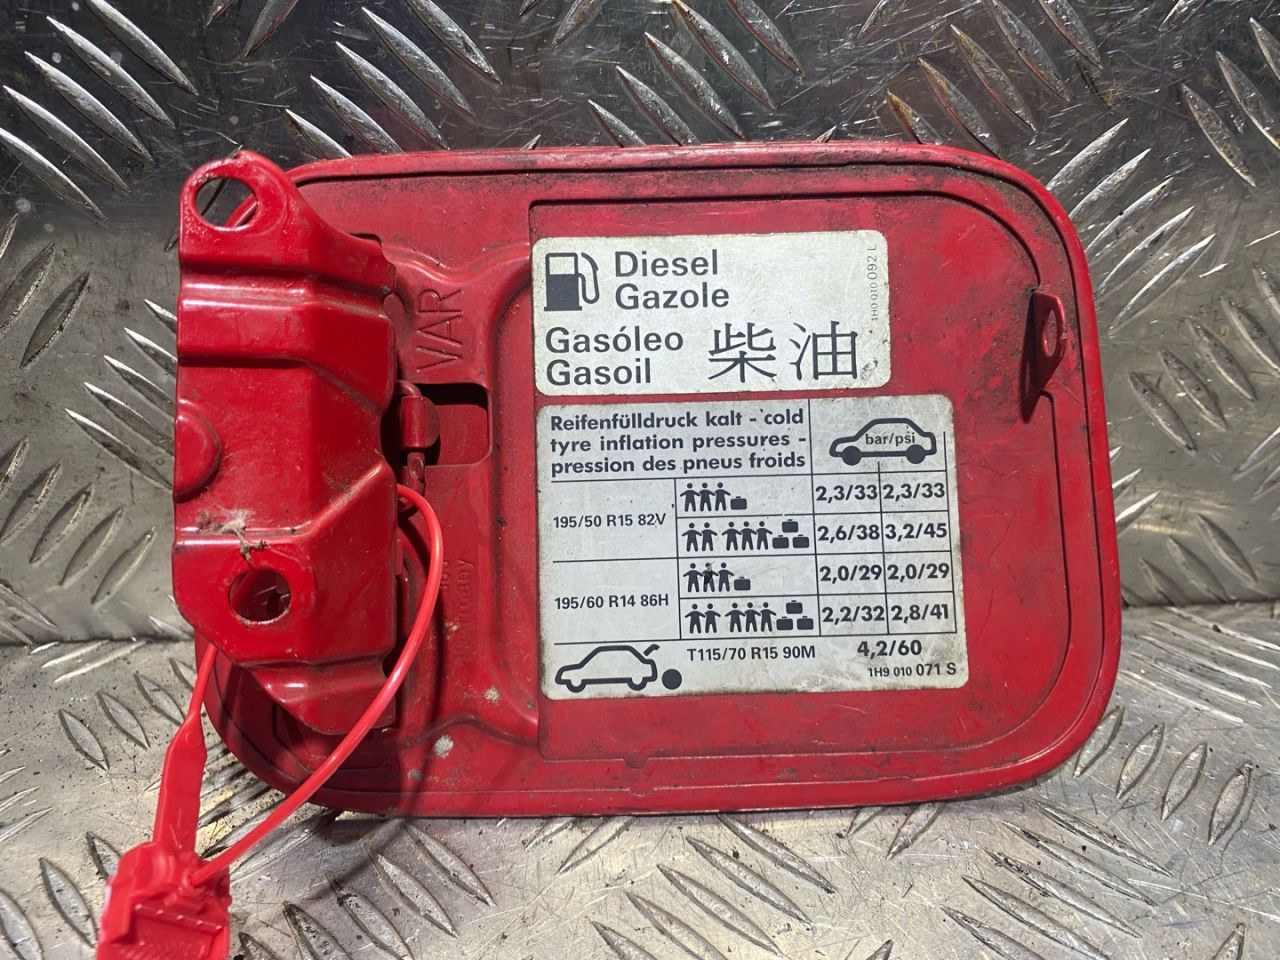 Diesel
Gazole
Gasóleo
Gasoil
柴油
1H0 010 092 L
VAR
Reifenfülldruck kalt - cold
tyre inflation pressures -
pression des pneus froids
bar/psi
195/50 R15 82V
2,3/33 2,3/33
2,6/38 3,2/45
195/60 R14 86H
2,0/29 2,0/29
2,2/32 2,8/41
T115/70 R15 90M 4,2/60
1H9 010 071 S